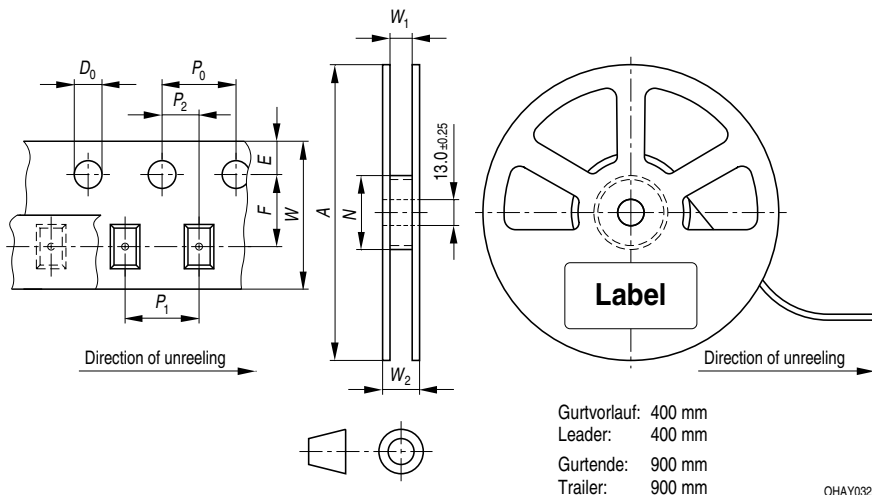 W1
D0
P0
P2
E
F
W
A
N
13.0±0.25
P1
W2
Label
Direction of unreeling
Direction of unreeling
Gurtvorlauf: 400 mm
Leader: 400 mm
Gurtende: 900 mm
Trailer: 900 mm
OHAY032